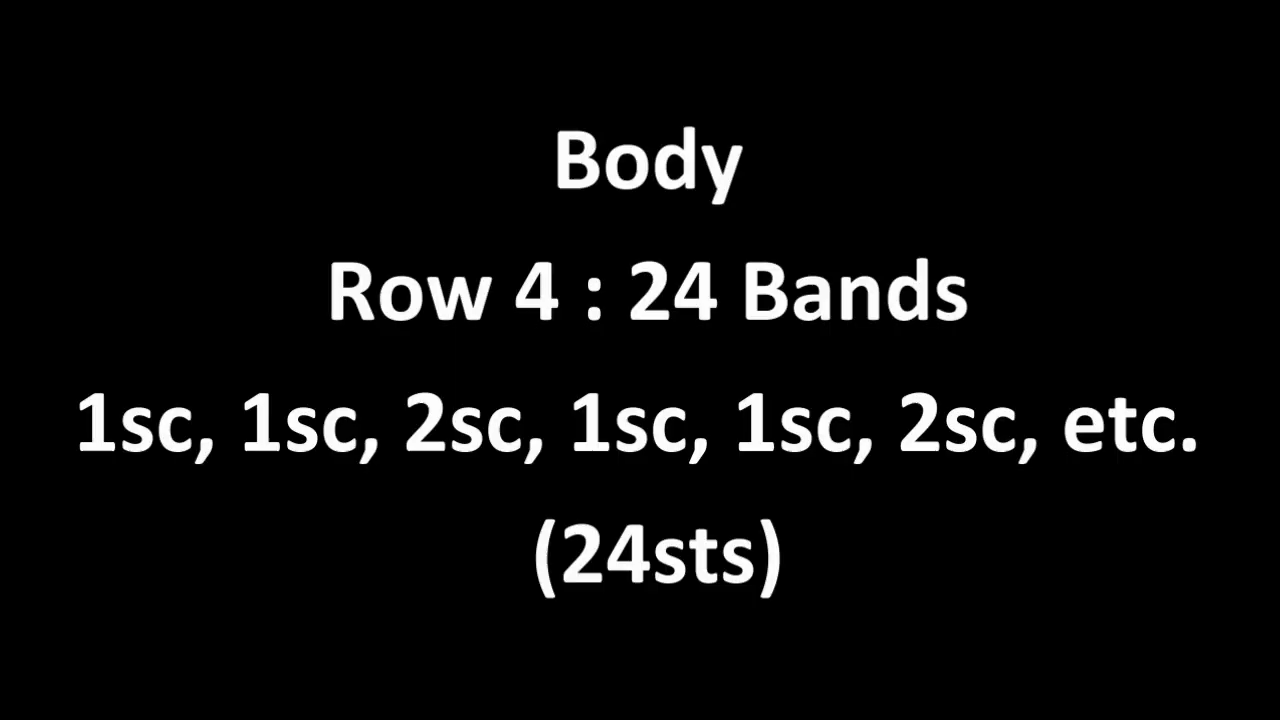 Body
Row 4 : 24 Bands
1sc, 1sc, 2sc, 1sc, 1sc, 2sc, etc.
(24sts)